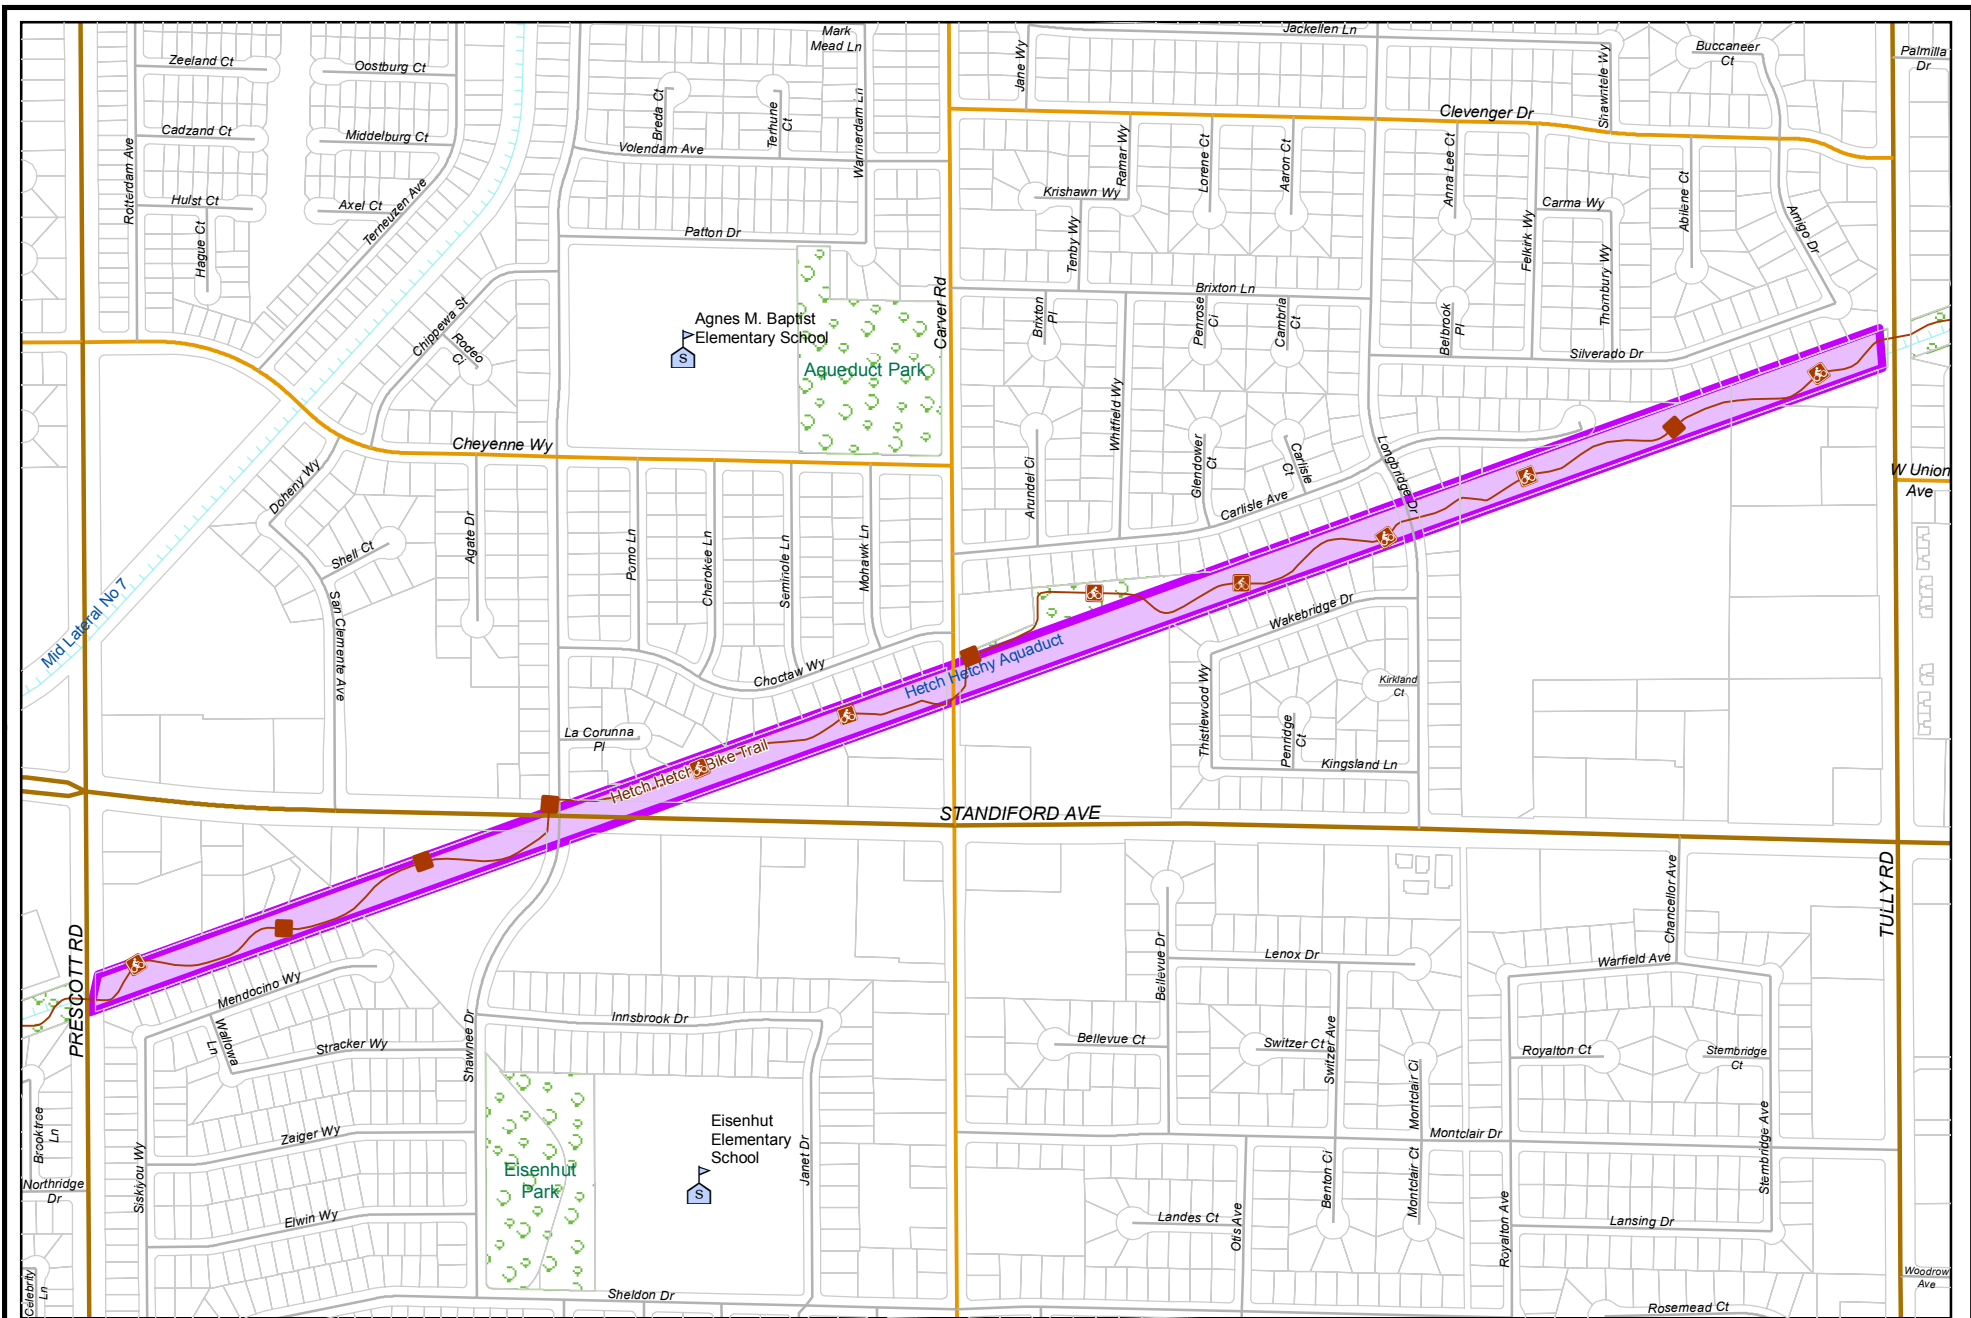 Mark
Mead Ln
Jackellen Ln
Buccaneer
Ct
Palmilla
Dr
Zeeland Ct
Oostburg Ct
Jane Wy
Shawntele Wy
Breda Ct
Terhune
Ct
Warmerdam Ln
Clevenger Dr
Cadzand Ct
Middelburg Ct
Volendam Ave
Rotterdam Ave
Ramar Wy
Lorene Ct
Aaron Ct
Anna Lee Ct
Abilene Ct
Krishawn Wy
Carma Wy
Hulst Ct
Axel Ct
Terneuzen Ave
Hague Ct
Patton Dr
Tenby Wy
Felkirk Wy
Thornbury Wy
Amigo Dr
Brixton Ln
Carver Rd
Brixton
Pl
Penrose
Ci
Cambria
Ct
Belbrook
Pl
Chippewa St
Rodeo
Ci
Agnes M. Baptist
Elementary School
S
Aqueduct Park
Silverado Dr
Whitfield Wy
Cheyenne Wy
Longbridge Dr
W Union
Ave
Doheny Wy
Arundel Ci
Glendower
Ct
Carlisle
Ct
Carlisle Ave
Shell Ct
Agate Dr
Pomo Ln
Cherokee Ln
Seminole Ln
Mohawk Ln
Mid Lateral No 7
San Clemente Ave
Wakebridge Dr
Choctaw Wy
Hetch Hetchy Aquaduct
Thistlewood Wy
Kirkland
Ct
La Corunna
Pl
Penridge
Ct
Kingsland Ln
Hetch Hetchy Bike Trail
STANDIFORD AVE
TULLY RD
Chancellor Ave
PRESCOTT RD
Bellevue Dr
Lenox Dr
Warfield Ave
Mendocino Wy
Wallowa
Ln
Stracker Wy
Shawnee Dr
Innsbrook Dr
Bellevue Ct
Switzer Ct
Switzer Ave
Royalton Ct
Stembridge
Ct
Montclair Ci
Brooktree
Ln
Zaiger Wy
Eisenhut
Elementary
School
S
Janet Dr
Montclair Dr
Stembridge Ave
Northridge
Dr
Siskiyou Wy
Eisenhut
Park
Benton Ci
Montclair Ct
Elwin Wy
Landes Ct
Otis Ave
Royalton Ave
Lansing Dr
Celebrity
Ln
Sheldon Dr
Woodrow
Ave
Rosemead Ct